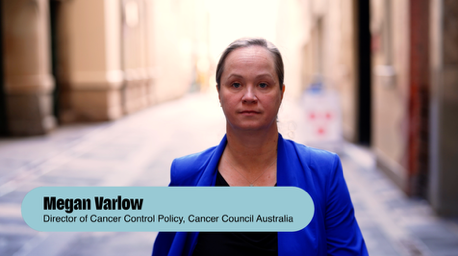 Megan Varlow
Director of Cancer Control Policy, Cancer Council Australia